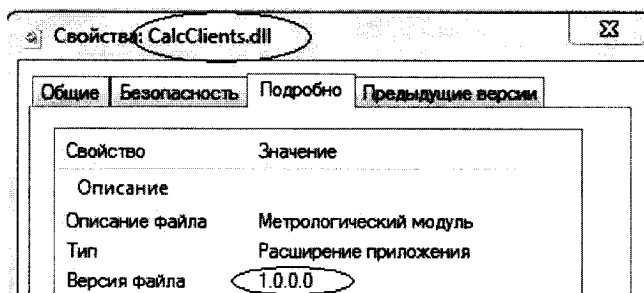 Свойства: CalcClients.dll
Общие Безопасность Подробно Предыдущие версии
Свойство Значение
Описание
Описание файла Метрологический модуль
Тип Расширение приложения
Версия файла 1.0.0.0